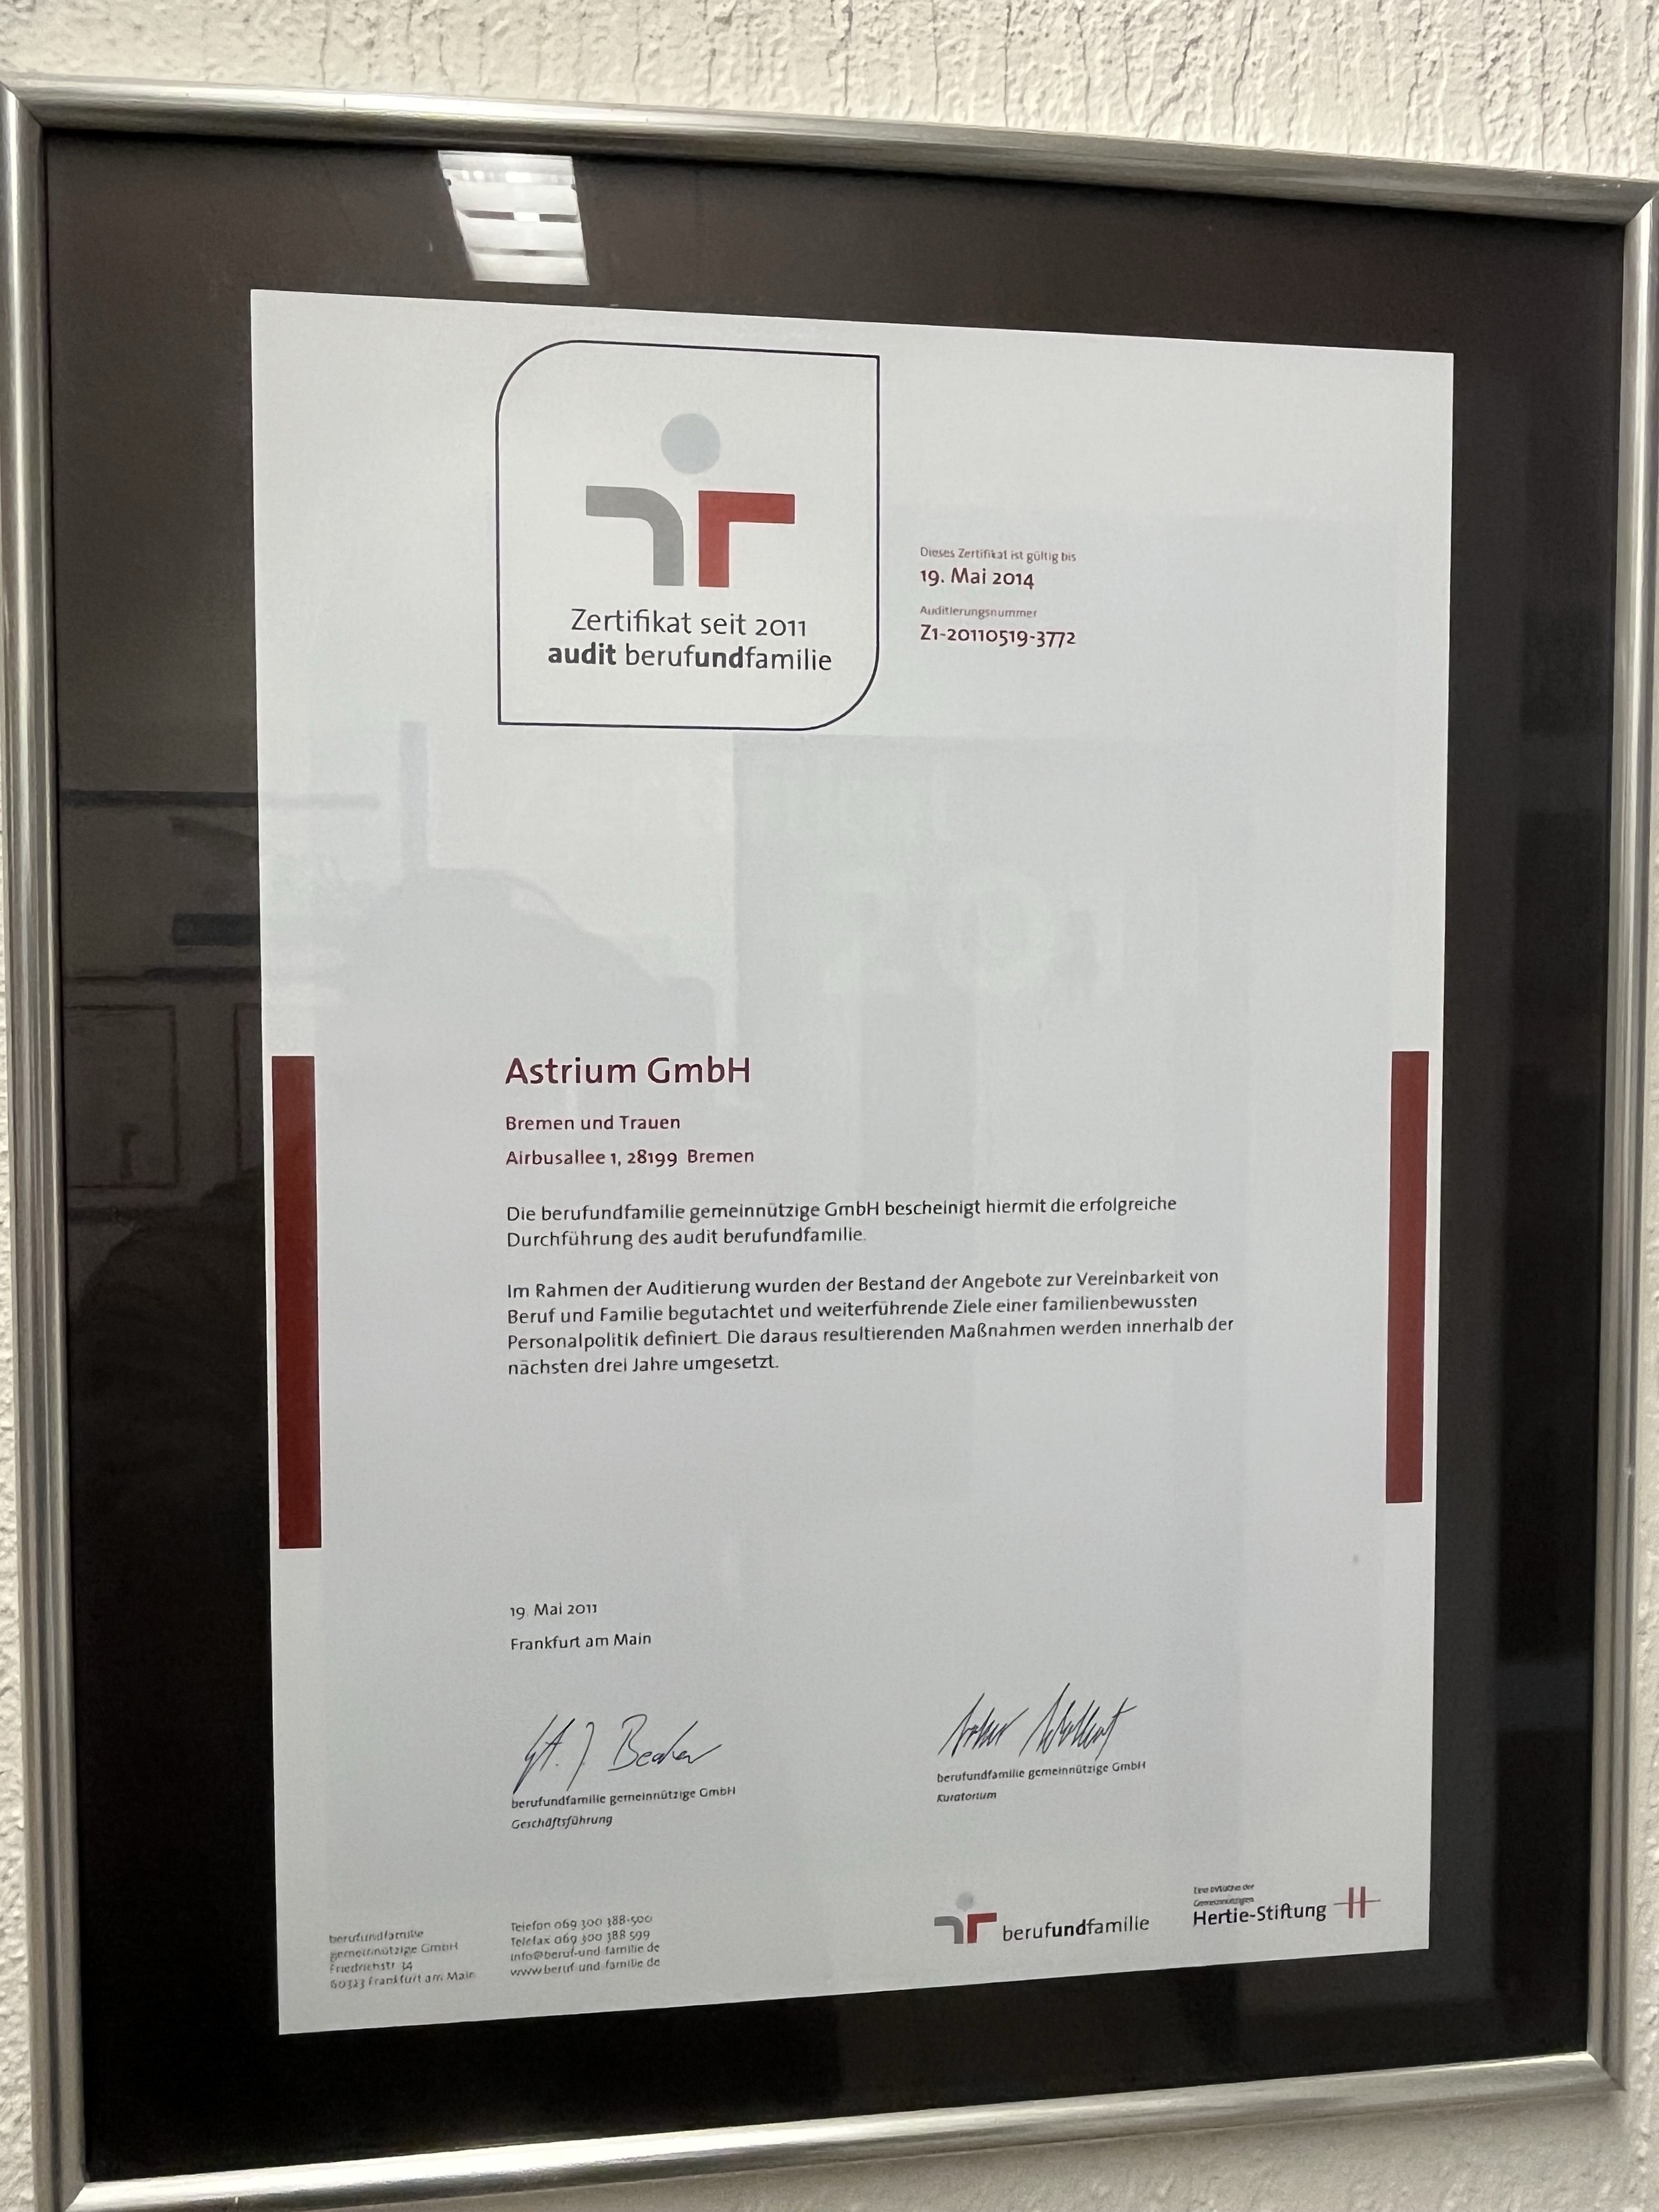 Zertifikat seit 2011
audit berufundfamilie
Dieses Zertifikat ist gültig bis
19. Mai 2014
Auditierungsnummer
Z1-20110519-3772
Astrium GmbH
Bremen und Trauen
Airbusallee 1, 28199 Bremen
Die berufundfamilie gemeinnützige GmbH bescheinigt hiermit die erfolgreiche
Durchführung des audit berufundfamilie.
Im Rahmen der Auditierung wurden der Bestand der Angebote zur Vereinbarkeit von
Beruf und Familie begutachtet und weiterführende Ziele einer familienbewussten
Personalpolitik definiert. Die daraus resultierenden Maßnahmen werden innerhalb der
nächsten drei Jahre umgesetzt.
19. Mai 2011
Frankfurt am Main
J. Becker
berufundfamilie gemeinnützige GmbH
Geschäftsführung
berufundfamilie gemeinnützige GmbH
Kuratorium
berufundfamilie
gemeinnützige GmbH
Friedrichstr. 34
60323 Frankfurt am Main
Telefon 069 300 388-500
Telefax 069 300 388 599
info@beruf-und-familie.de
www.beruf-und-familie.de
berufundfamilie
Eine Initiative der
Gemeinnützigen
Hertie-Stiftung